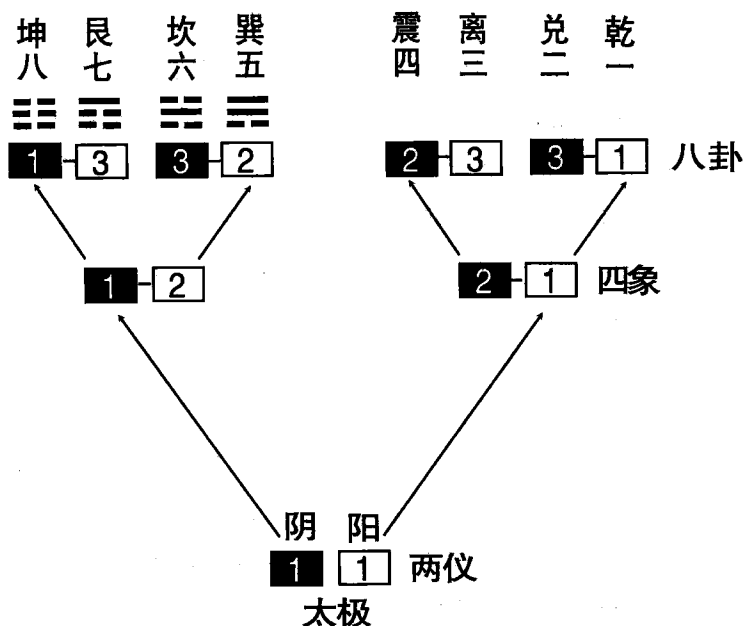 坤八 艮七 坎六 巽五 震四 离三 兑二 乾一
1 3 3 2 2 3 3 1 八卦
1 2 2 1 四象
阴 阳
1 1 两仪
太极